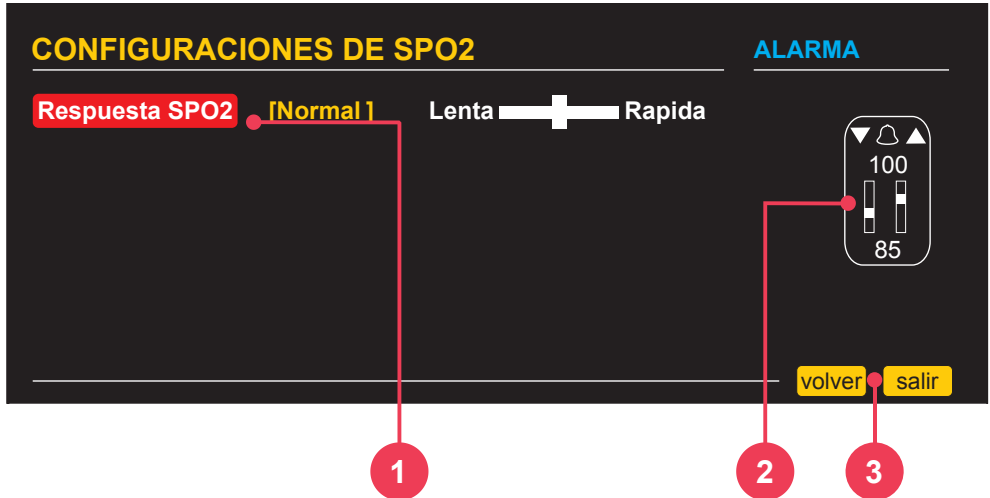 CONFIGURACIONES DE SPO2
ALARMA
Respuesta SPO2 [Normal ] Lenta Rapida
100
85
volver salir
1 2 3